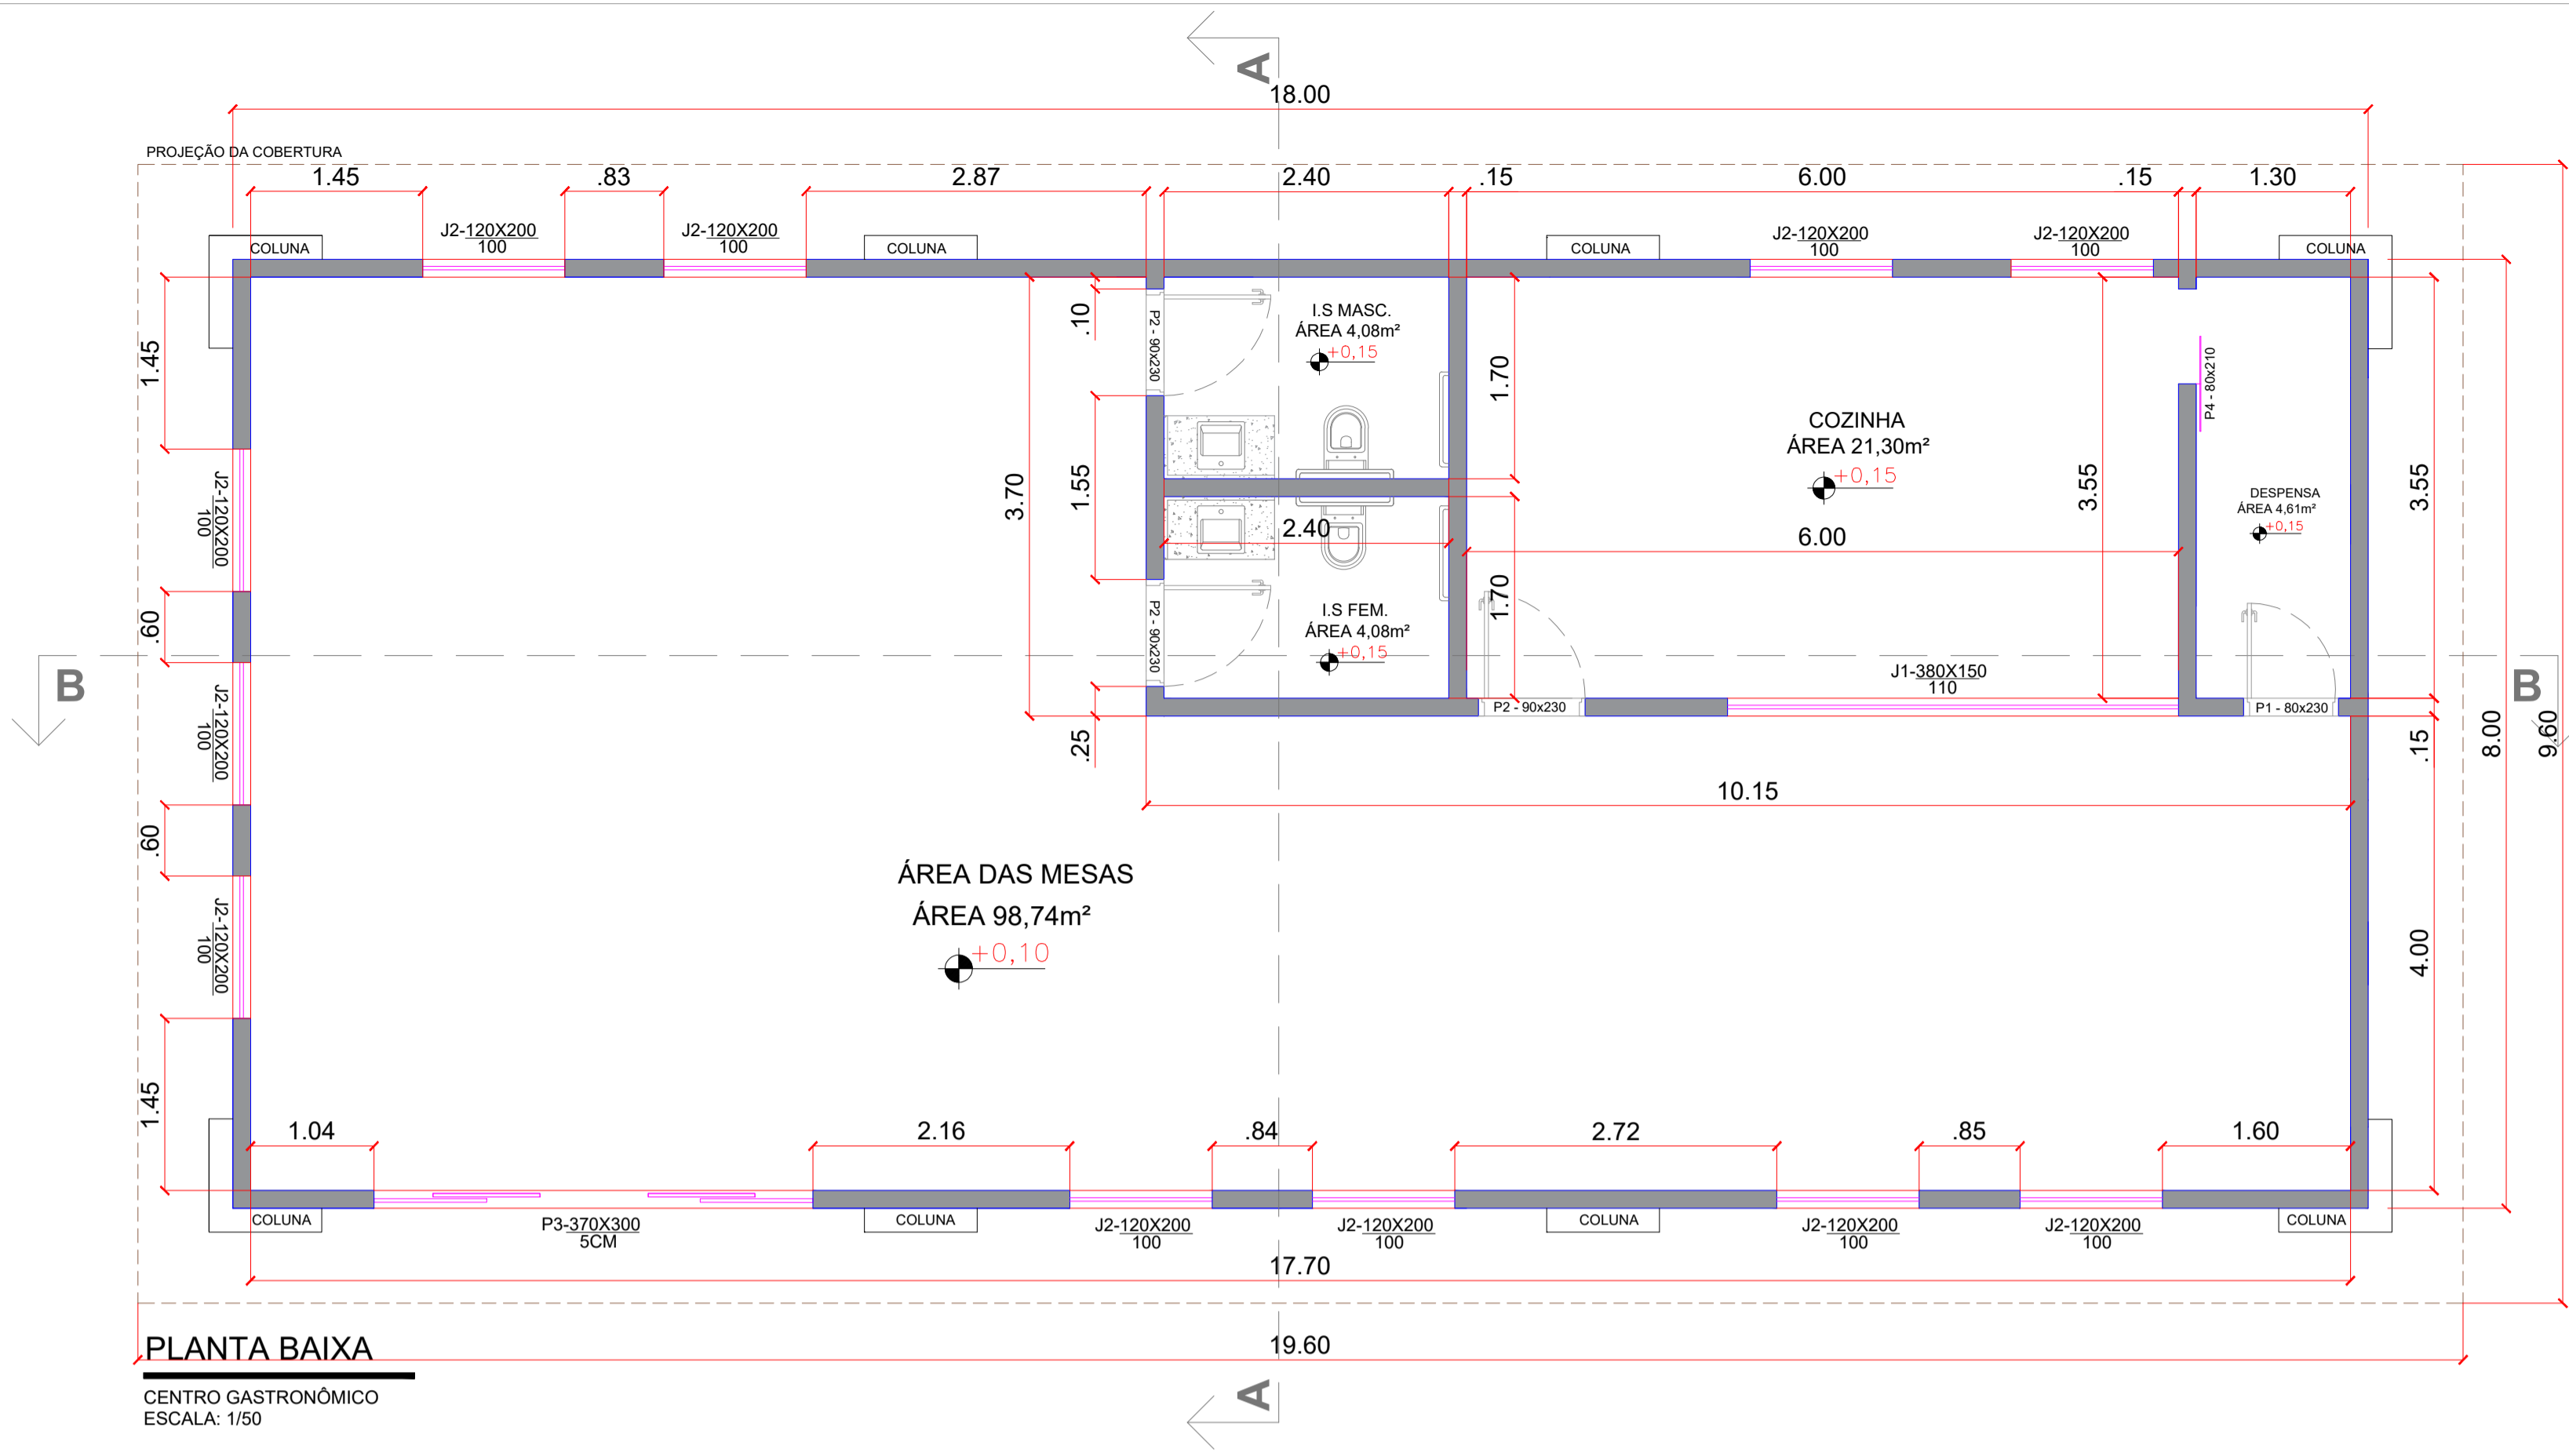 A
18.00
PROJEÇÃO DA COBERTURA
1.45
.83
2.87
2.40
.15
6.00
.15
1.30
J2-120X200
100
J2-120X200
100
J2-120X200
100
J2-120X200
100
COLUNA
COLUNA
COLUNA
COLUNA
1.45
.10
P2 - 90x230
I.S MASC.
ÁREA 4,08m²
+0,15
1.70
COZINHA
ÁREA 21,30m²
+0,15
P4 - 80x210
J2-120X200
100
3.70
1.55
2.40
6.00
3.55
DESPENSA
ÁREA 4,61m²
+0,15
3.55
.60
P2 - 90x230
I.S FEM.
ÁREA 4,08m²
+0,15
1.70
J1-380X150
110
B
B
J2-120X200
100
P2 - 90x230
P1 - 80x230
.25
.15
8.00
9.60
10.15
.60
ÁREA DAS MESAS
ÁREA 98,74m²
+0,10
J2-120X200
100
4.00
1.45
1.04
2.16
.84
2.72
.85
1.60
COLUNA
COLUNA
COLUNA
COLUNA
P3-370X300
5CM
J2-120X200
100
J2-120X200
100
J2-120X200
100
J2-120X200
100
17.70
19.60
PLANTA BAIXA
CENTRO GASTRONÔMICO
ESCALA: 1/50
A